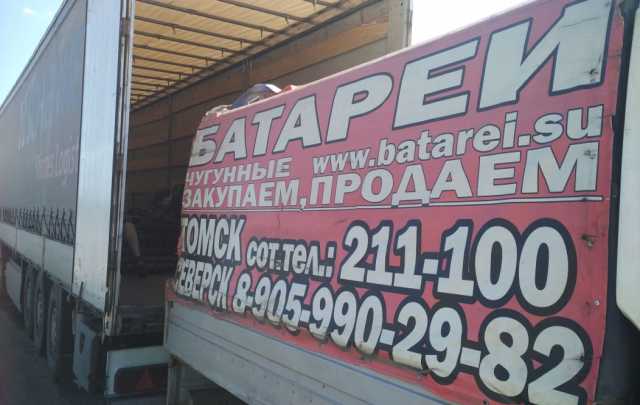 БАТАРЕИ
ЧУГУННЫЕ www.batarei.su
ЗАКУПАЕМ, ПРОДАЕМ
ТОМСК сот.тел.: 211-100
СЕВЕРСК 8-905-990-29-82